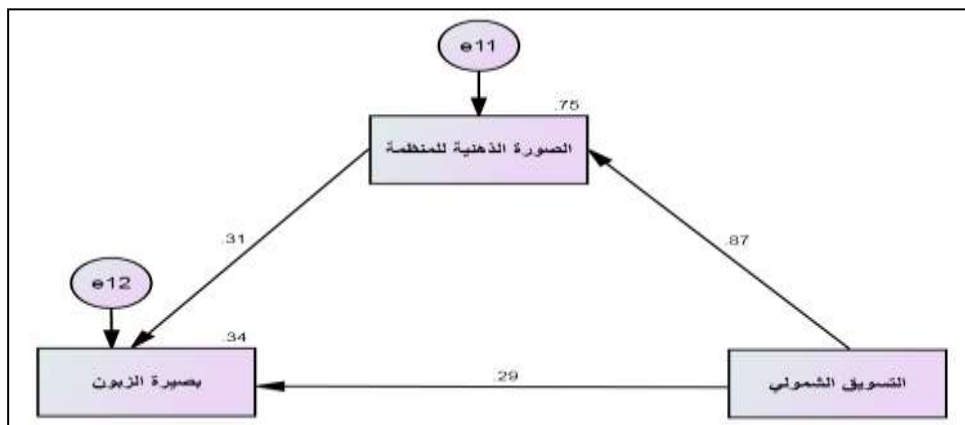 e11
.75
الصورة الذهنية للمنظمة
.31
.87
e12
.34
بصيرة الزبون
.29
التسويق الشمولي